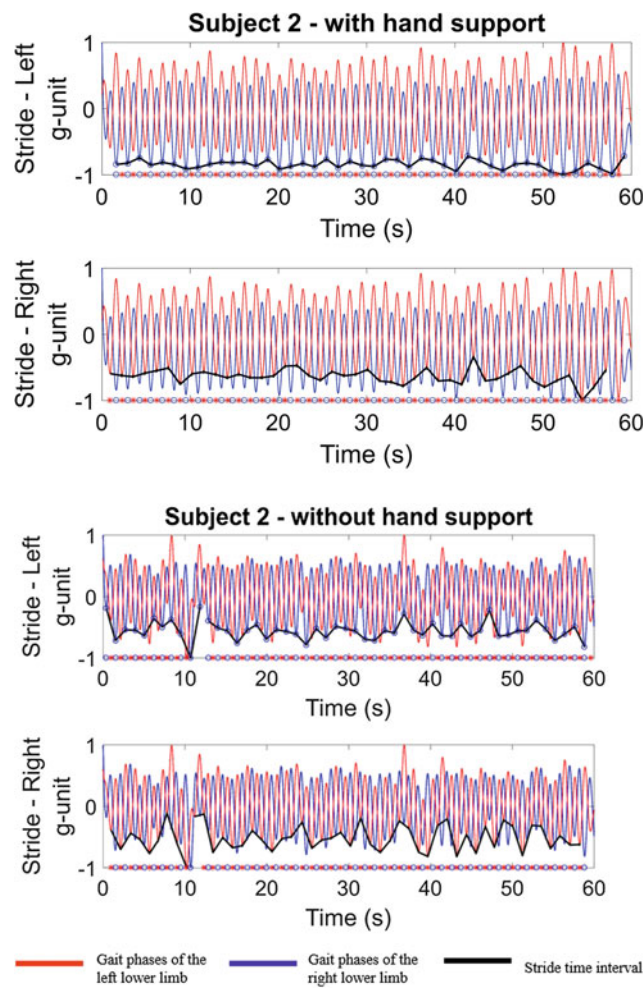 Subject 2 - with hand support
Stride - Left
g-unit
1
0
-1
0 10 20 30 40 50 60
Time (s)
Stride - Right
g-unit
1
0
-1
0 10 20 30 40 50 60
Time (s)
Subject 2 - without hand support
Stride - Left
g-unit
1
0
-1
0 10 20 30 40 50 60
Time (s)
Stride - Right
g-unit
1
0
-1
0 10 20 30 40 50 60
Time (s)
Gait phases of the
left lower limb
Gait phases of the
right lower limb
Stride time interval